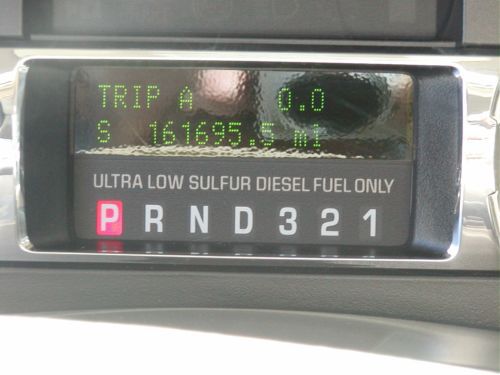 TRIP A 0.0
S 161695.5 mi
ULTRA LOW SULFUR DIESEL FUEL ONLY
P R N D 3 2 1